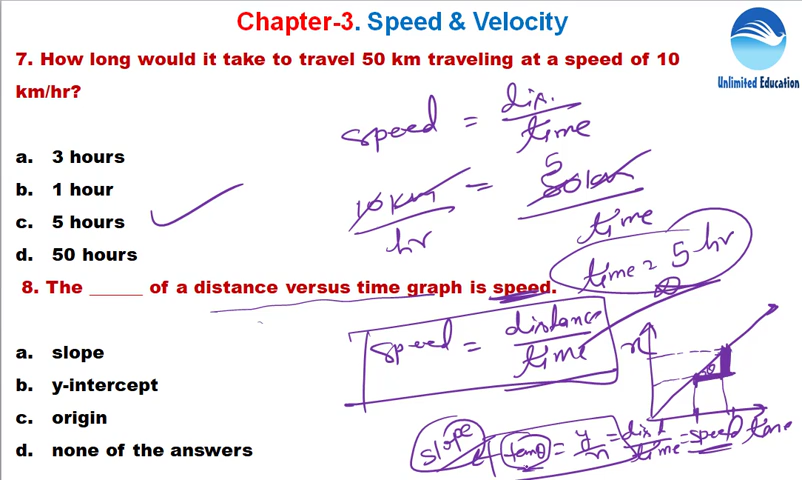 Chapter-3. Speed & Velocity
Unlimited Education
7. How long would it take to travel 50 km traveling at a speed of 10
km/hr?
speed = dis. / time
a. 3 hours
b. 1 hour
c. 5 hours
d. 50 hours
10 km / hr = 5 50 km / time
time = 5 hr
8. The ______ of a distance versus time graph is speed.
speed = distance / time
a. slope
b. y-intercept
c. origin
d. none of the answers
x
θ
time
slope tanθ = y/x = dist/time = speed